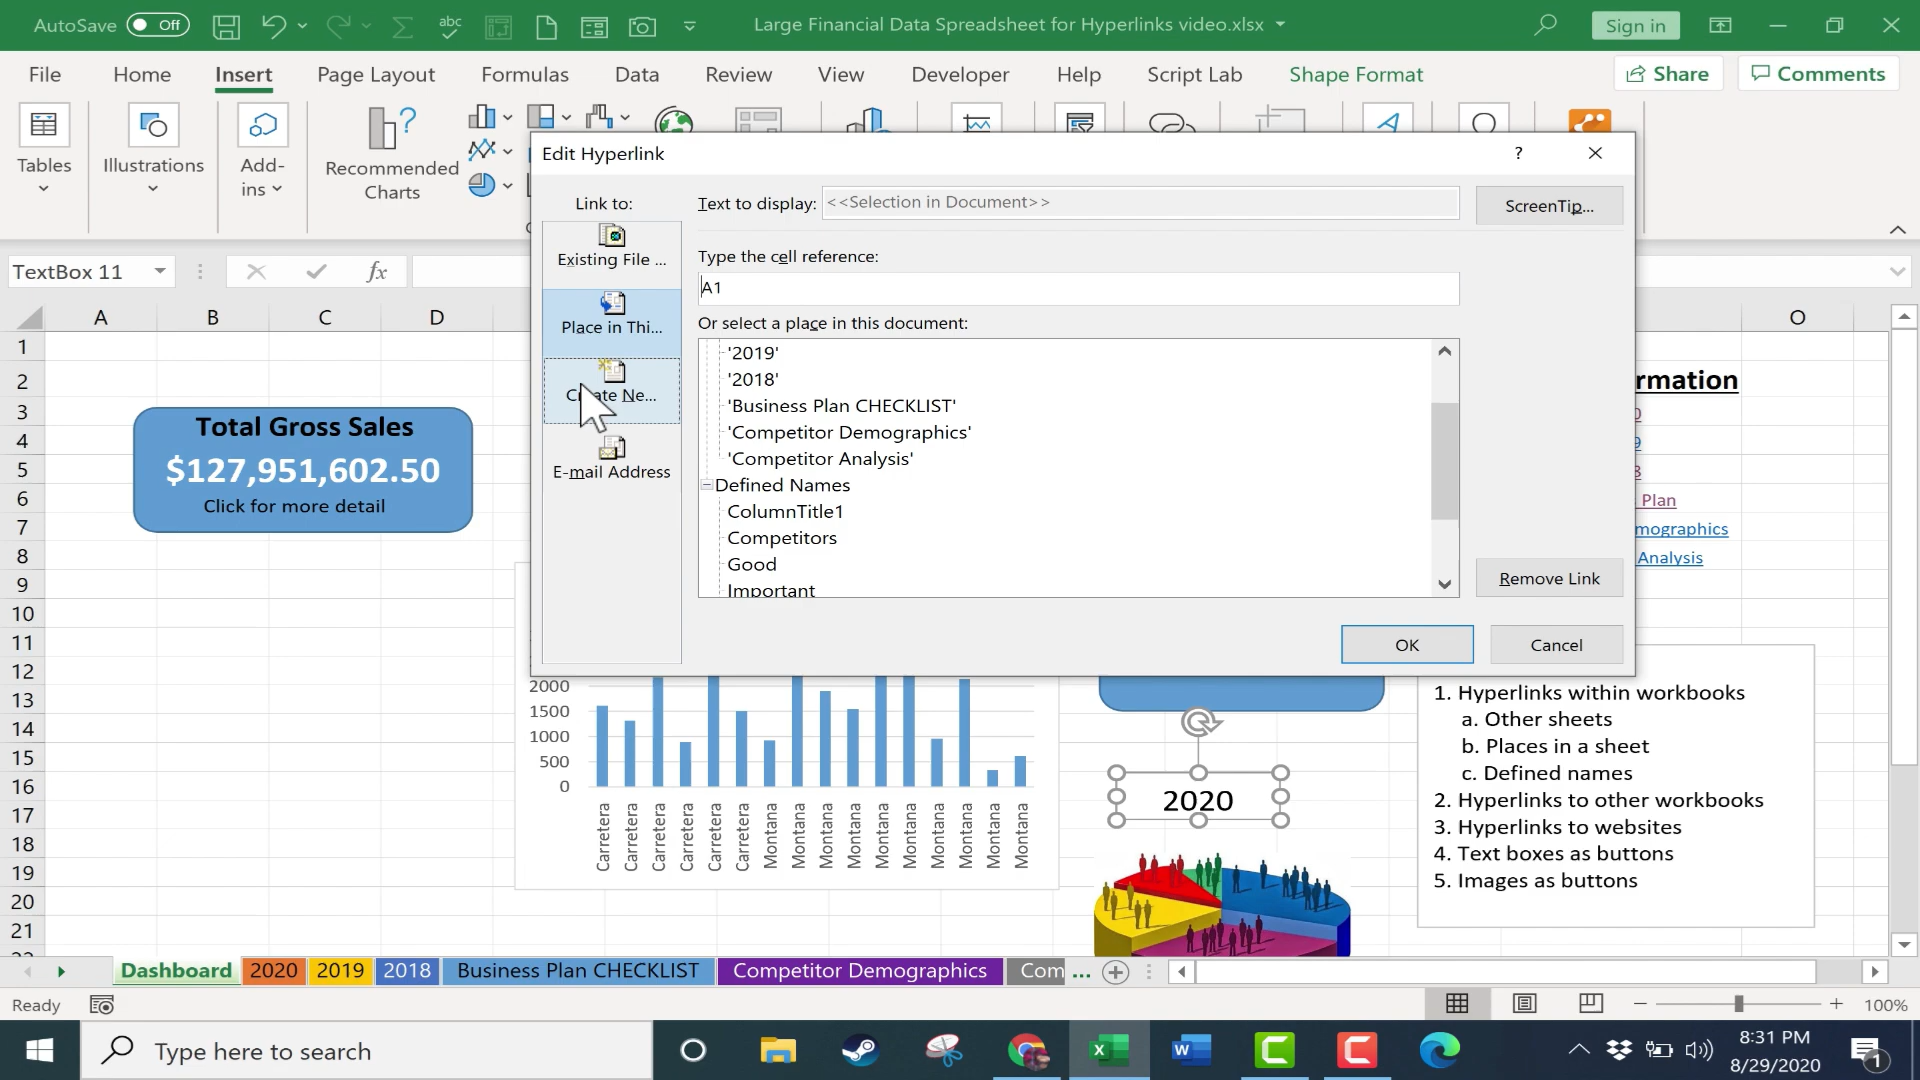 AutoSave Off
abc
Large Financial Data Spreadsheet for Hyperlinks video.xlsx
Sign in
File Home Insert Page Layout Formulas Data Review View Developer Help Script Lab Shape Format
Share Comments
Tables
Illustrations
Add-
ins
Recommended
Charts
Edit Hyperlink
?
Link to:
Text to display:
<<Selection in Document>>
ScreenTip...
Existing File ...
Place in Thi...
E-mail Address
Type the cell reference:
A1
Or select a place in this document:
'2019'
'2018'
'Business Plan CHECKLIST'
'Competitor Demographics'
'Competitor Analysis'
Defined Names
ColumnTitle1
Competitors
Good
Important
Remove Link
OK
Cancel
TextBox 11
fx
A B C D O
1
2
3
4
5
6
7
8
9
10
11
12
13
14
15
16
17
18
19
20
21
Total Gross Sales
$127,951,602.50
Click for more detail
rmation
0
9
8
Plan
mographics
Analysis
2000
1500
1000
500
0
Carretera Carretera Carretera Carretera Carretera Carretera Montana Montana Montana Montana Montana Montana Montana Montana Montana Montana
2020
1. Hyperlinks within workbooks
a. Other sheets
b. Places in a sheet
c. Defined names
2. Hyperlinks to other workbooks
3. Hyperlinks to websites
4. Text boxes as buttons
5. Images as buttons
Dashboard 2020 2019 2018 Business Plan CHECKLIST Competitor Demographics Com ...
Ready
100%
Type here to search
8:31 PM
8/29/2020
1